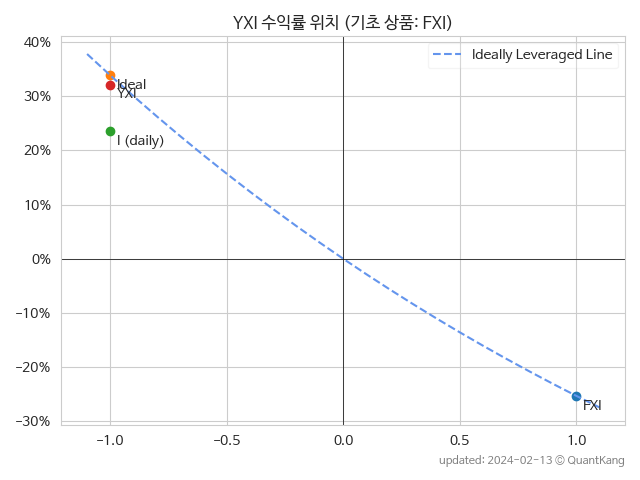 YXI 수익률 위치 (기초 상품: FXI)
40%
30%
20%
10%
0%
−10%
−20%
−30%
Ideally Leveraged Line
Ideal
YXI
I (daily)
FXI
−1.0
−0.5
0.0
0.5
1.0
updated: 2024-02-13 © QuantKang